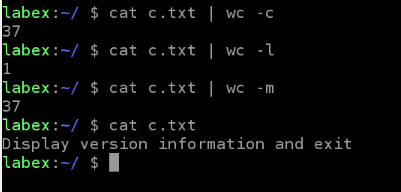 labex:~/ $ cat c.txt | wc -c
37
labex:~/ $ cat c.txt | wc -l
1
labex:~/ $ cat c.txt | wc -m
37
labex:~/ $ cat c.txt
Display version information and exit
labex:~/ $